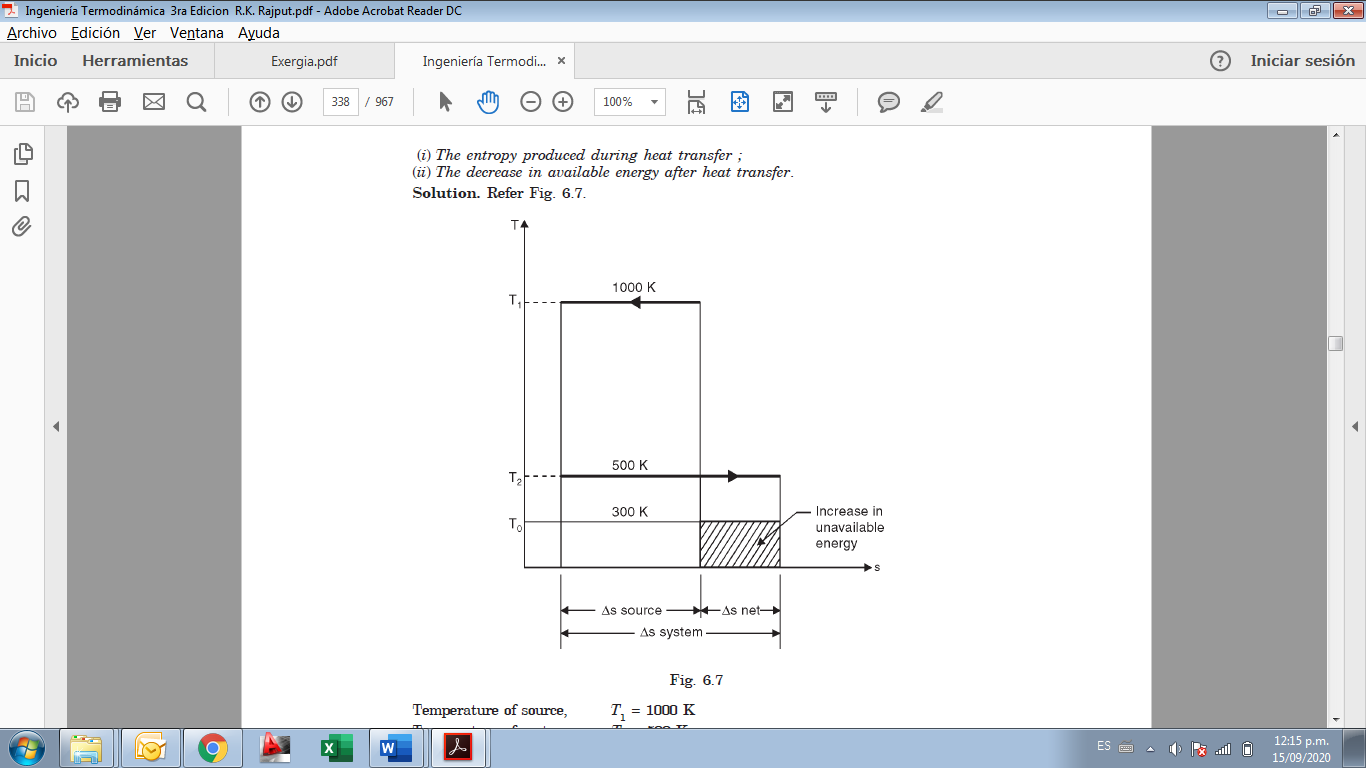 Ingeniería Termodinámica 3ra Edicion R.K. Rajput.pdf - Adobe Acrobat Reader DC
Archivo Edición Ver Ventana Ayuda
Inicio Herramientas Exergia.pdf Ingeniería Termodi... × ? Iniciar sesión
338 / 967 100%
(i) The entropy produced during heat transfer ;
(ii) The decrease in available energy after heat transfer.
Solution. Refer Fig. 6.7.
T
1000 K
T1
500 K
T2
300 K
T0
Increase in
unavailable
energy
s
Δs source Δs net
Δs system
Fig. 6.7
Temperature of source, T1 = 1000 K
ES 12:15 p.m.
15/09/2020